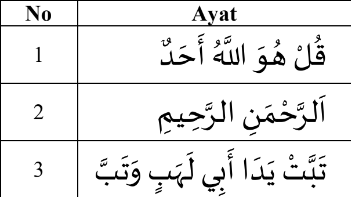 No Ayat
1 قُلْ هُوَ اللَّهُ أَحَدٌ
2 اَلرَّحْمَنِ الرَّحِيمِ
3 تَبَّتْ يَدَا أَبِي لَهَبٍ وَتَبَّ